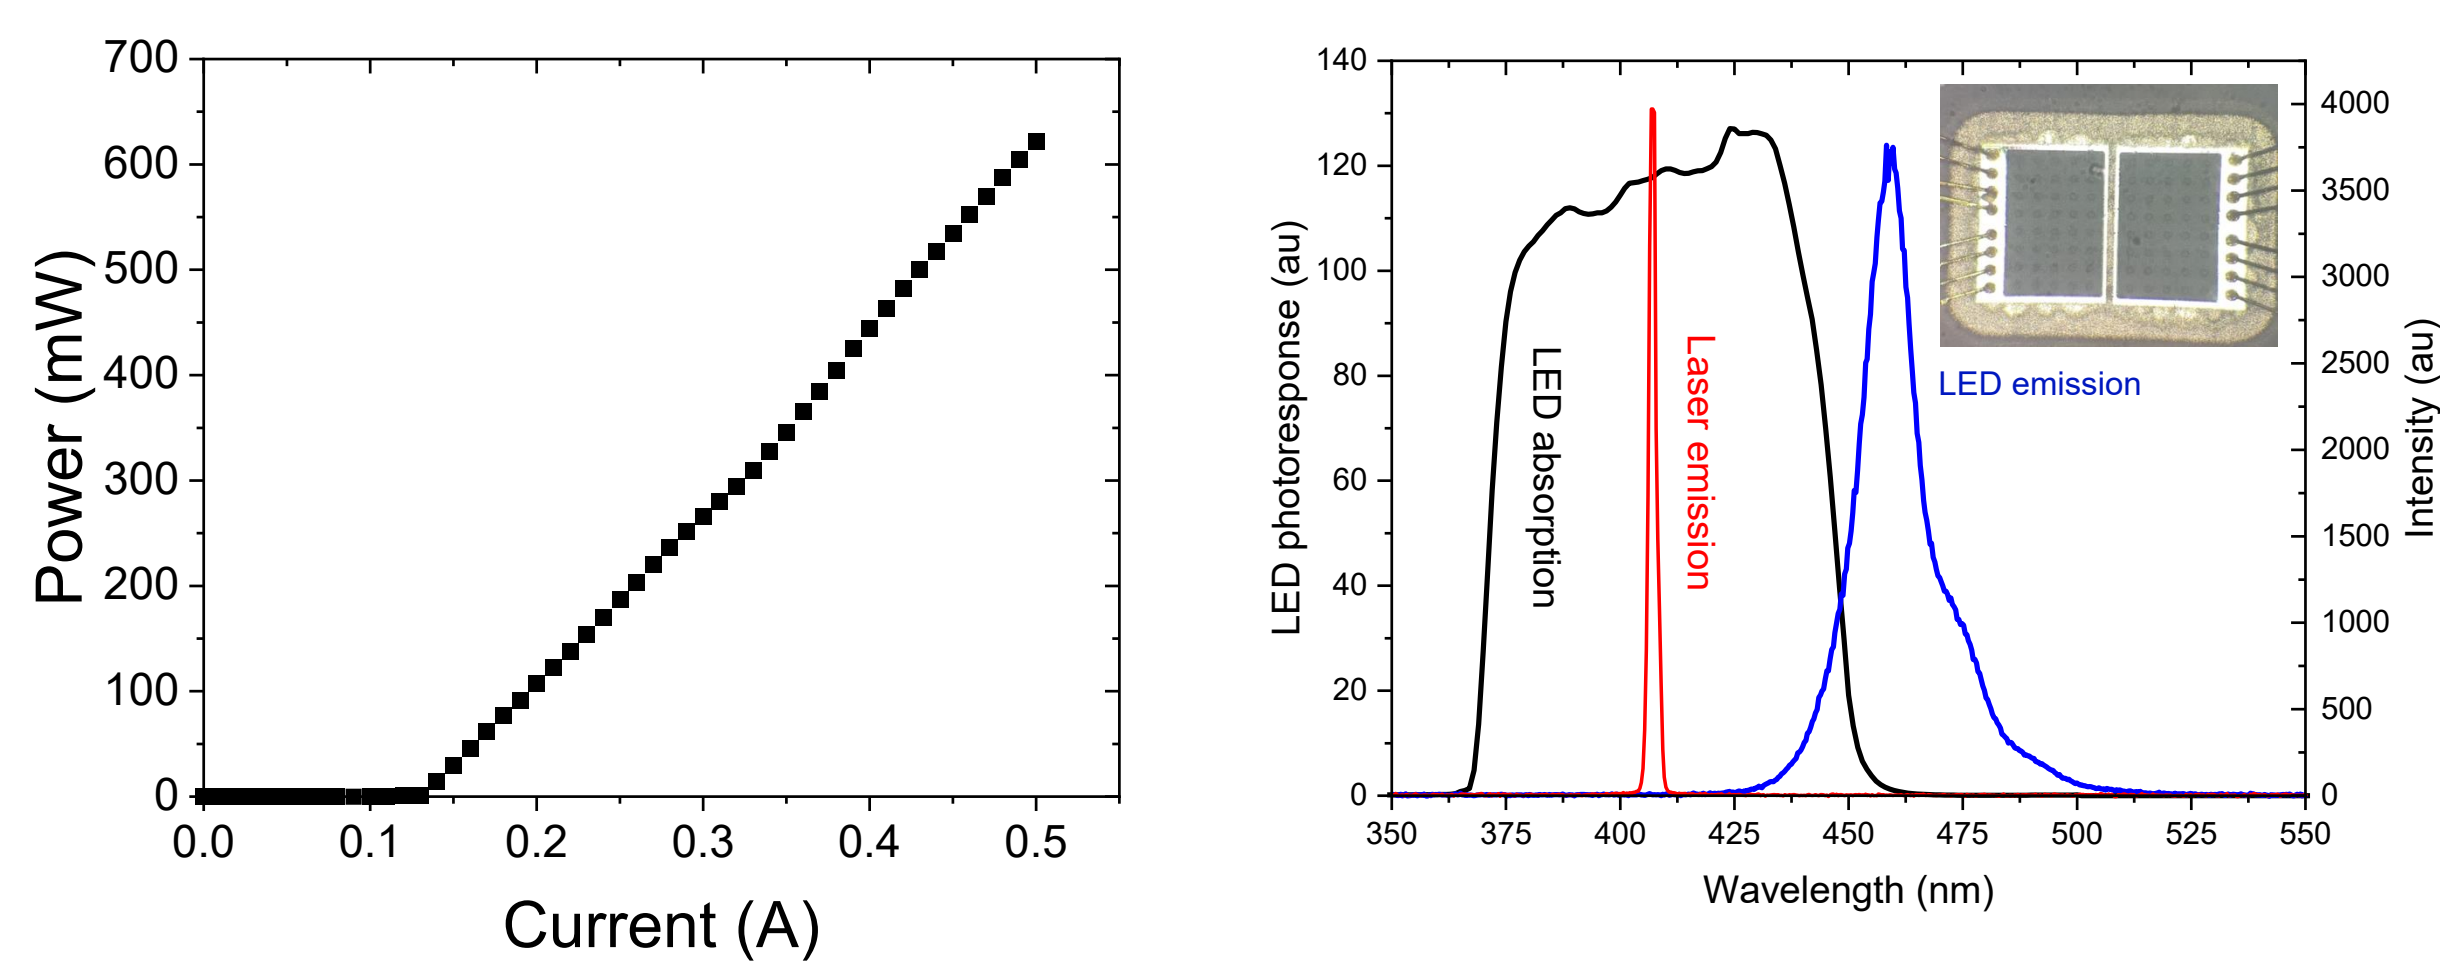 700
600
500
400
300
200
100
0
Power (mW)
0.0 0.1 0.2 0.3 0.4 0.5
Current (A)
140
120
100
80
60
40
20
0
LED photoresponse (au)
LED absorption
Laser emission
LED emission
4000
3500
3000
2500
2000
1500
1000
500
0
Intensity (au)
350 375 400 425 450 475 500 525 550
Wavelength (nm)